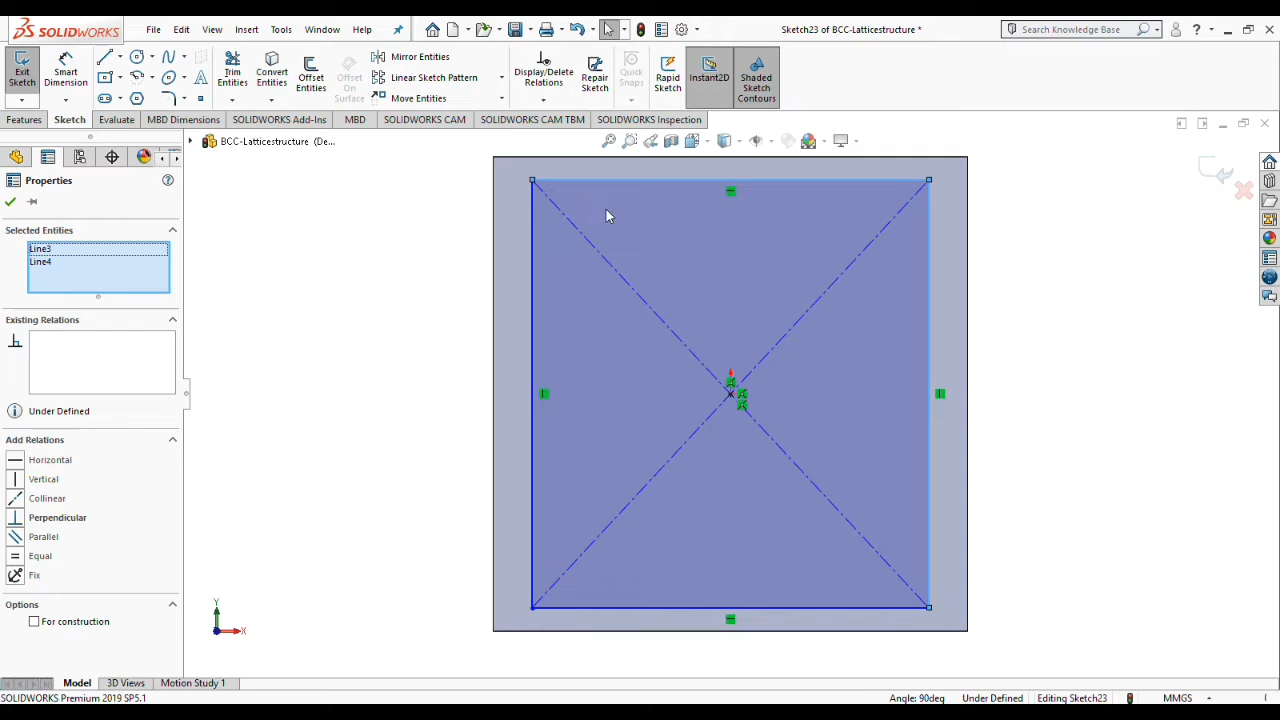 SOLIDWORKS File Edit View Insert Tools Window Help Sketch23 of BCC-Latticestructure * Search Knowledge Base
Exit Sketch
Smart Dimension
Trim Entities
Convert Entities
Offset Entities
Offset On Surface
Mirror Entities
Linear Sketch Pattern
Move Entities
Display/Delete Relations
Repair Sketch
Quick Snaps
Rapid Sketch
Instant2D
Shaded Sketch Contours
Features Sketch Evaluate MBD Dimensions SOLIDWORKS Add-Ins MBD SOLIDWORKS CAM SOLIDWORKS CAM TBM SOLIDWORKS Inspection
BCC-Latticestructure (De...
Properties
Selected Entities
Line3
Line4
Existing Relations
Under Defined
Add Relations
Horizontal
Vertical
Collinear
Perpendicular
Parallel
Equal
Fix
Options
For construction
Y
X
Model 3D Views Motion Study 1
SOLIDWORKS Premium 2019 SP5.1 Angle: 90deg Under Defined Editing Sketch23 MMGS